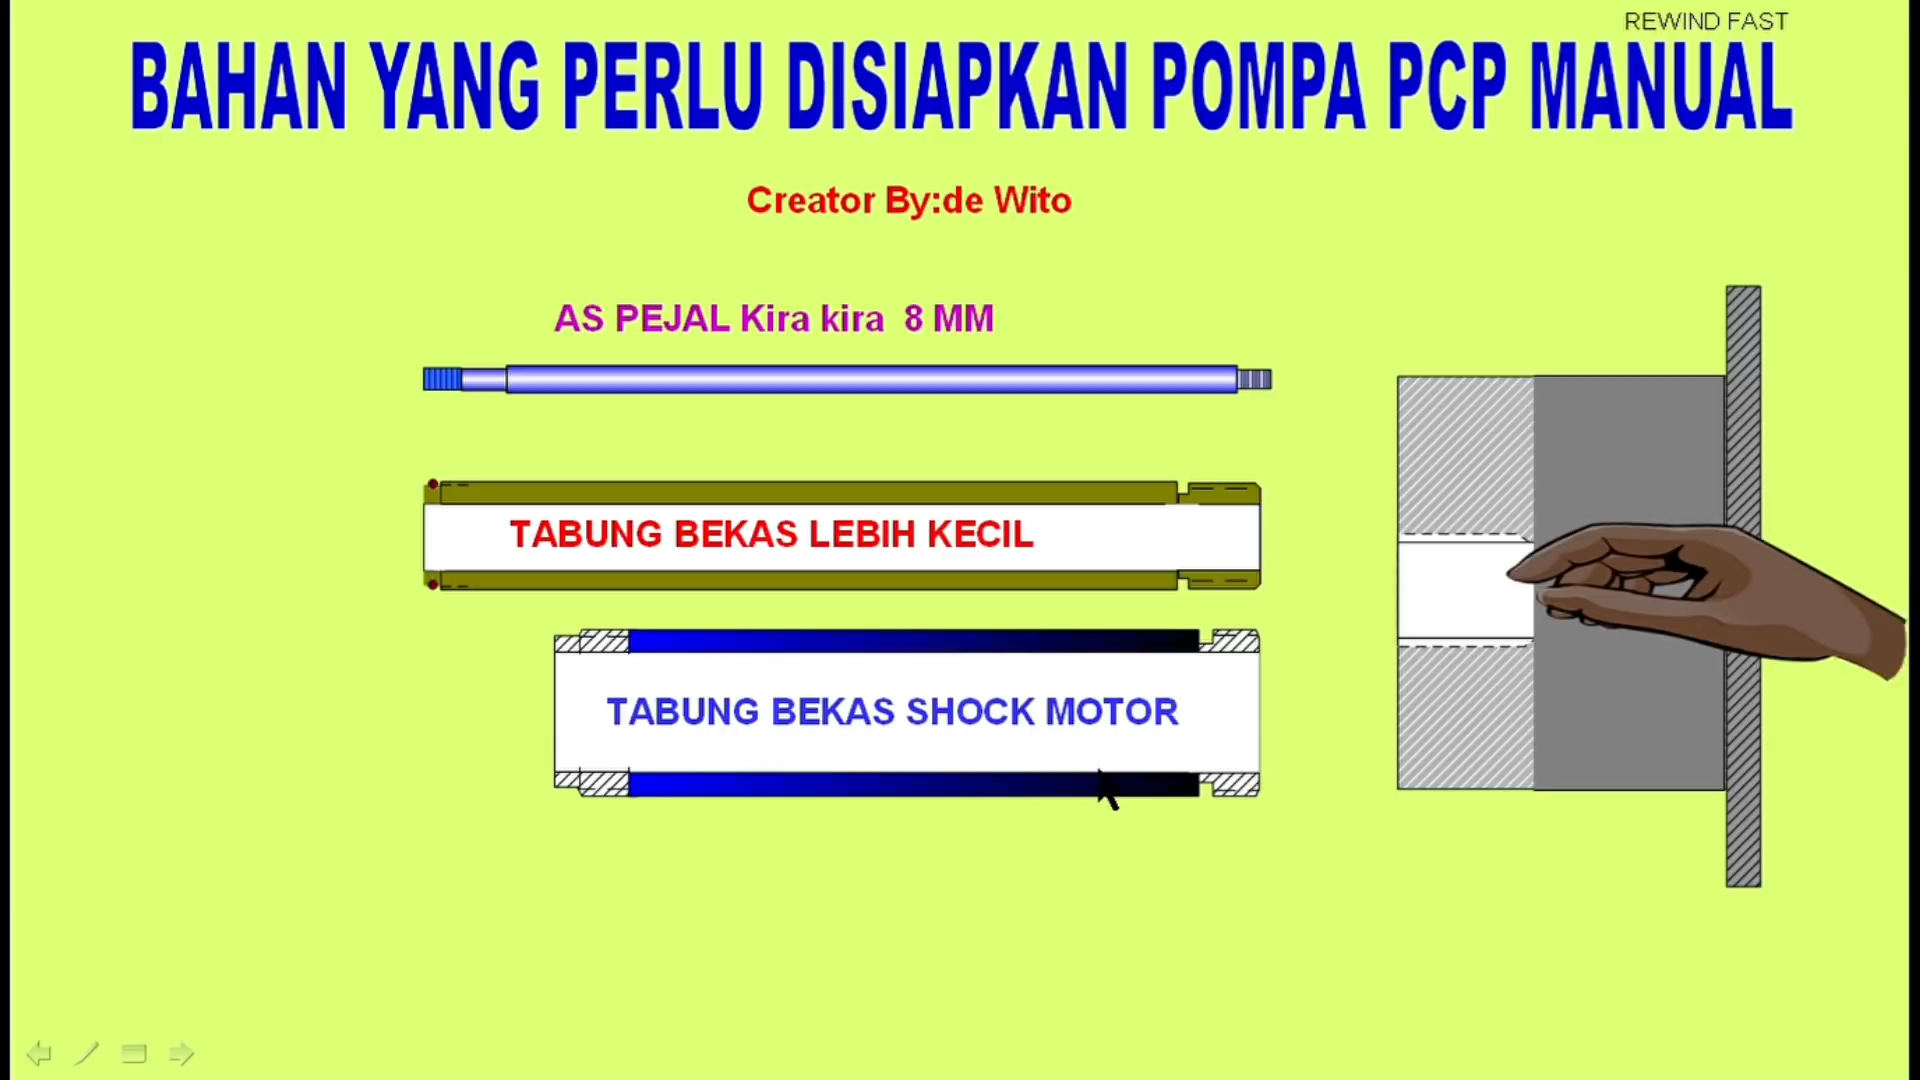 REWIND FAST
BAHAN YANG PERLU DISIAPKAN POMPA PCP MANUAL
Creator By:de Wito
AS PEJAL Kira kira 8 MM
TABUNG BEKAS LEBIH KECIL
TABUNG BEKAS SHOCK MOTOR